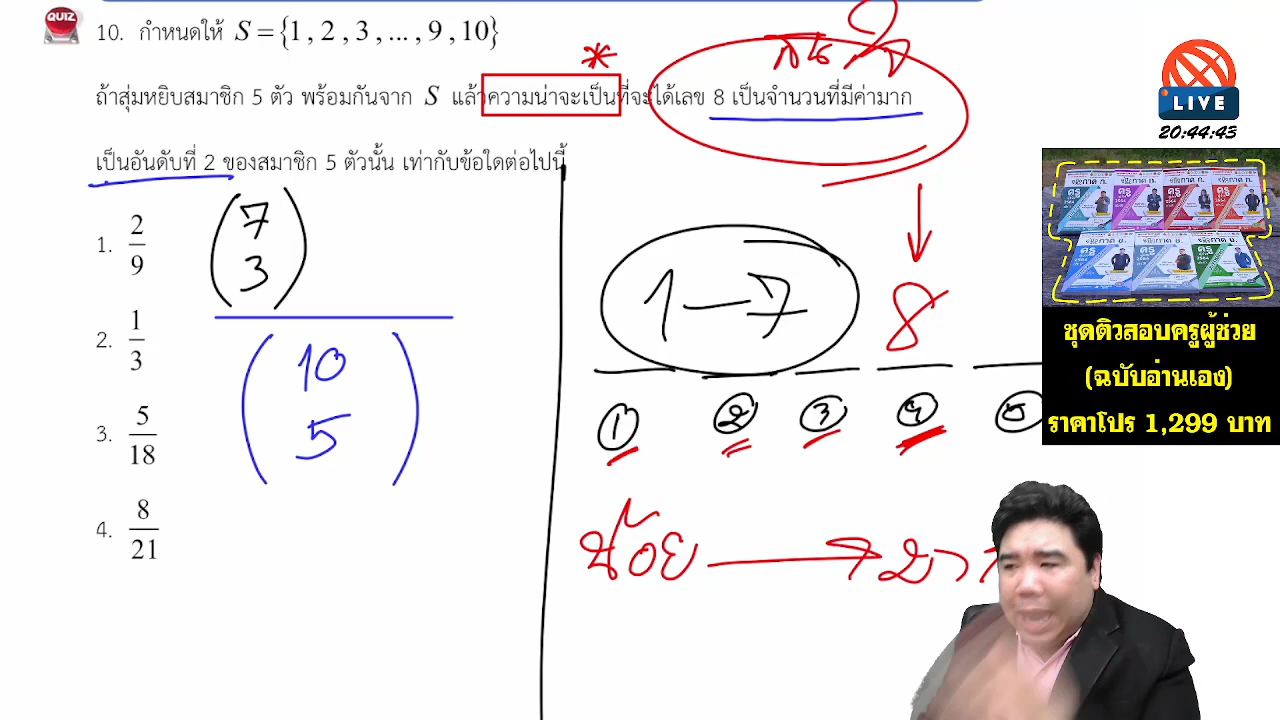 QUIZ
10. กำหนดให้ S = {1 , 2 , 3 , ... , 9 , 10}
ถ้าสุ่มหยิบสมาชิก 5 ตัว พร้อมกันจาก S แล้วความน่าจะเป็นที่จะได้เลข 8 เป็นจำนวนที่มีค่ามาก
เป็นอันดับที่ 2 ของสมาชิก 5 ตัวนั้น เท่ากับข้อใดต่อไปนี้
1. 2/9
2. 1/3
3. 5/18
4. 8/21
(7 3)
(10 5)
*
1—7
8
① ② ③ ④ ⑤
น้อย →
LIVE
20:44:43
ชุดติวสอบครูผู้ช่วย
(ฉบับอ่านเอง)
ราคาโปร 1,299 บาท